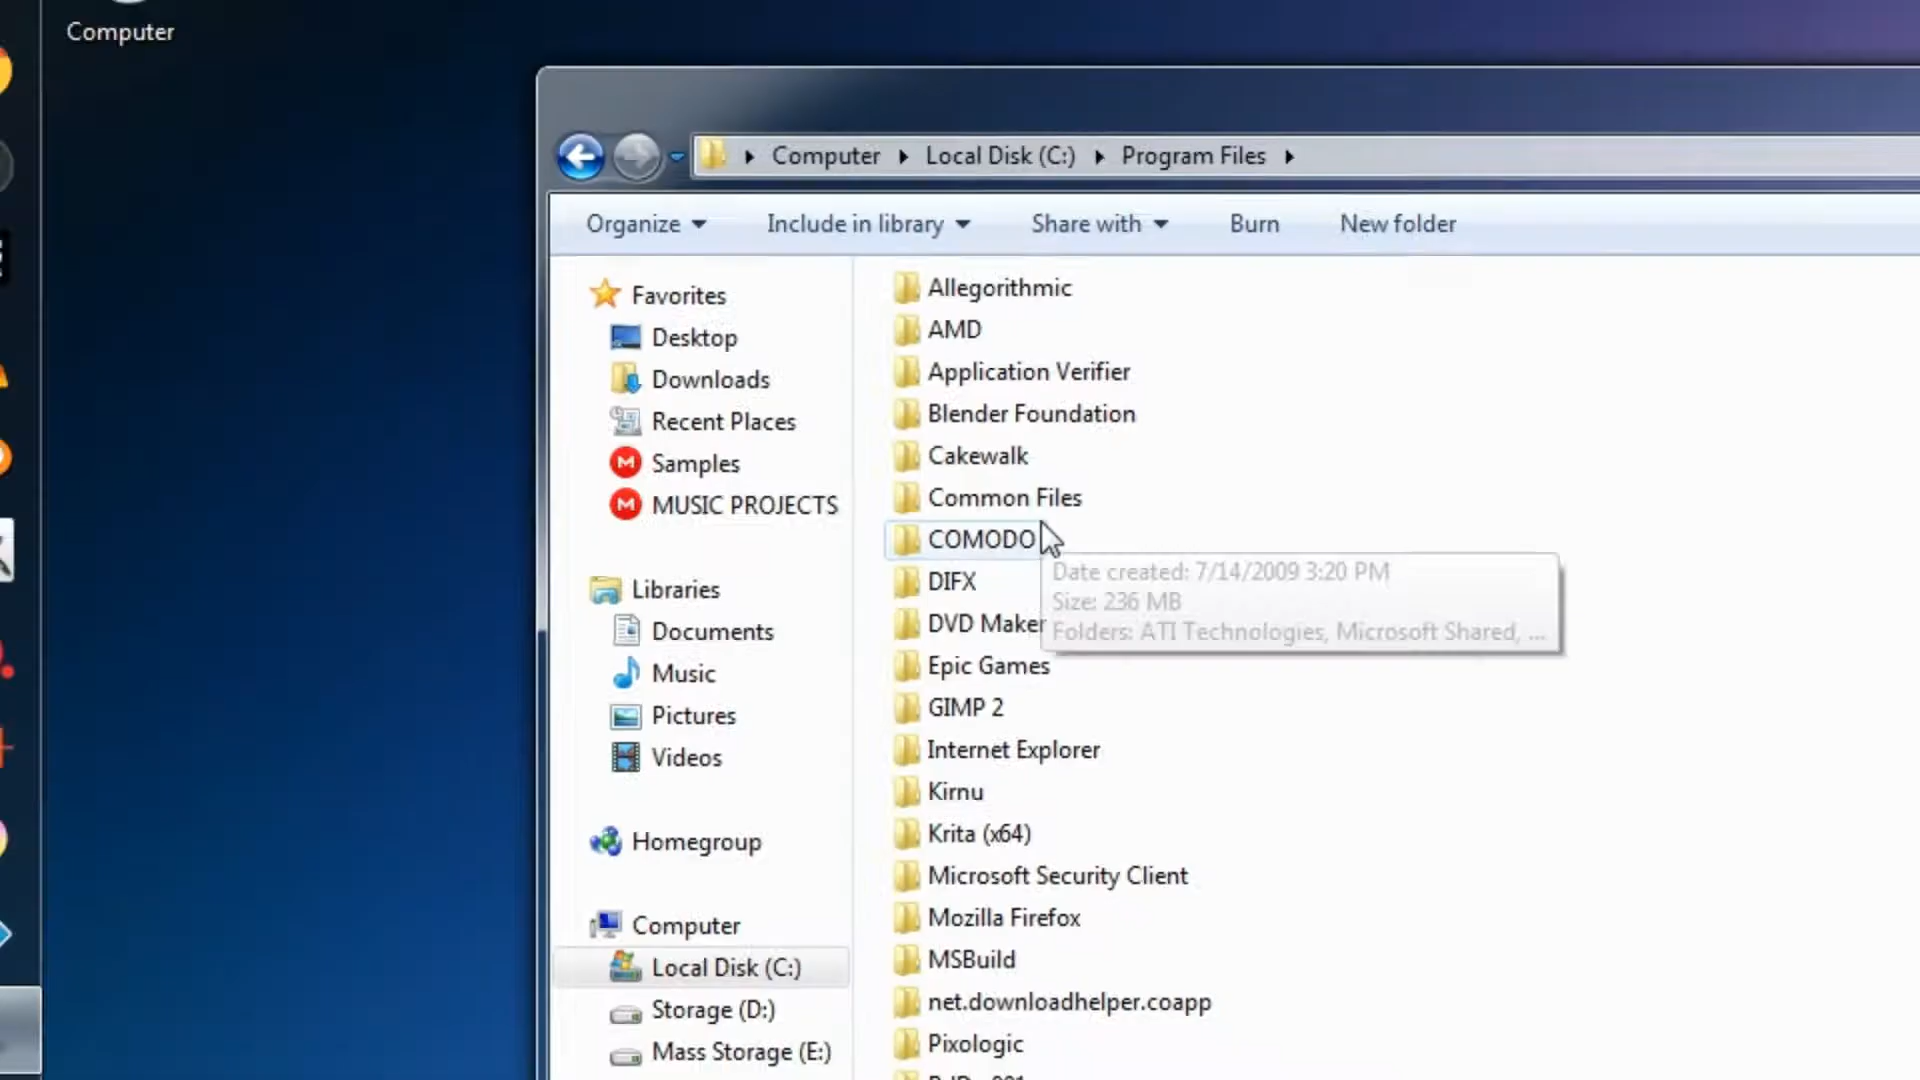 Computer
Computer Local Disk (C:) Program Files
Organize Include in library Share with Burn New folder
Favorites
Desktop
Downloads
Recent Places
Samples
MUSIC PROJECTS
Libraries
Documents
Music
Pictures
Videos
Homegroup
Computer
Local Disk (C:)
Storage (D:)
Mass Storage (E:)
Allegorithmic
AMD
Application Verifier
Blender Foundation
Cakewalk
Common Files
COMODO
DIFX
DVD Maker
Epic Games
GIMP 2
Internet Explorer
Kirnu
Krita (x64)
Microsoft Security Client
Mozilla Firefox
MSBuild
net.downloadhelper.coapp
Pixologic
Date created: 7/14/2009 3:20 PM
Size: 236 MB
Folders: ATI Technologies, Microsoft Shared, ...